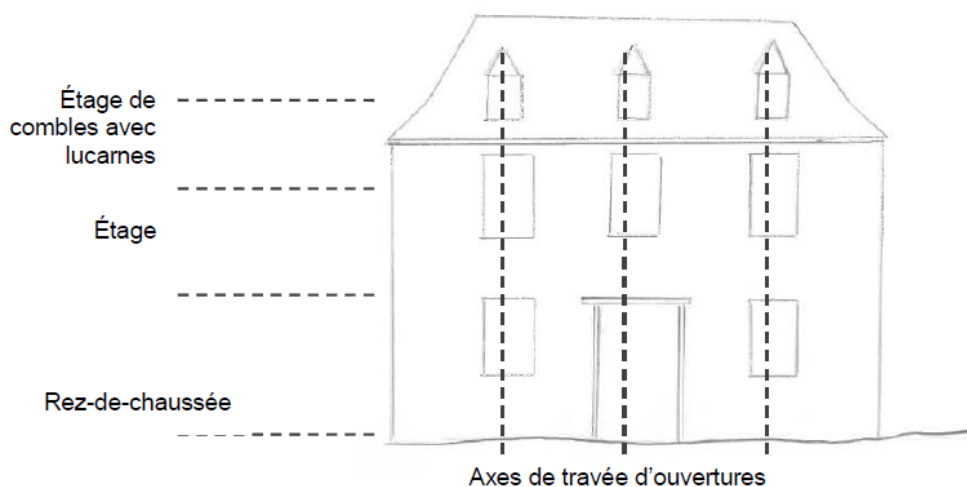 Étage de
combles avec
lucarnes
Étage
Rez-de-chaussée
Axes de travée d'ouvertures